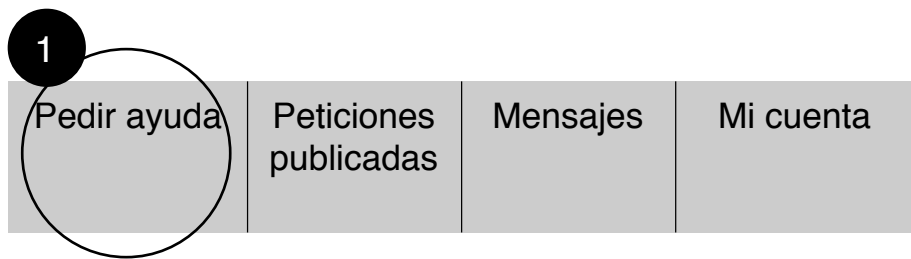 1
Pedir ayuda
Peticiones
publicadas
Mensajes
Mi cuenta